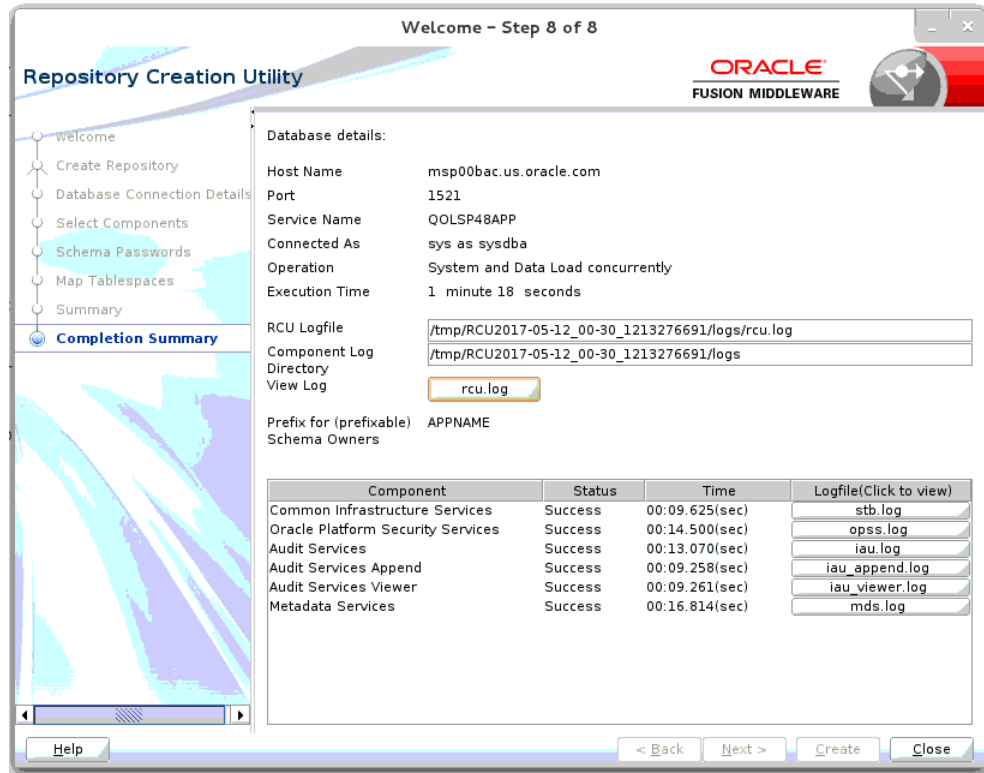 Welcome - Step 8 of 8
Repository Creation Utility
ORACLE
FUSION MIDDLEWARE
Welcome
Create Repository
Database Connection Details
Select Components
Schema Passwords
Map Tablespaces
Summary
Completion Summary
Database details:
Host Name msp00bac.us.oracle.com
Port 1521
Service Name QOLSP48APP
Connected As sys as sysdba
Operation System and Data Load concurrently
Execution Time 1 minute 18 seconds
RCU Logfile /tmp/RCU2017-05-12_00-30_1213276691/logs/rcu.log
Component Log /tmp/RCU2017-05-12_00-30_1213276691/logs
Directory
View Log rcu.log
Prefix for (prefixable) APPNAME
Schema Owners
Component Status Time Logfile(Click to view)
Common Infrastructure Services Success 00:09.625(sec) stb.log
Oracle Platform Security Services Success 00:14.500(sec) opss.log
Audit Services Success 00:13.070(sec) iau.log
Audit Services Append Success 00:09.258(sec) iau_append.log
Audit Services Viewer Success 00:09.261(sec) iau_viewer.log
Metadata Services Success 00:16.814(sec) mds.log
Help < Back Next > Create Close